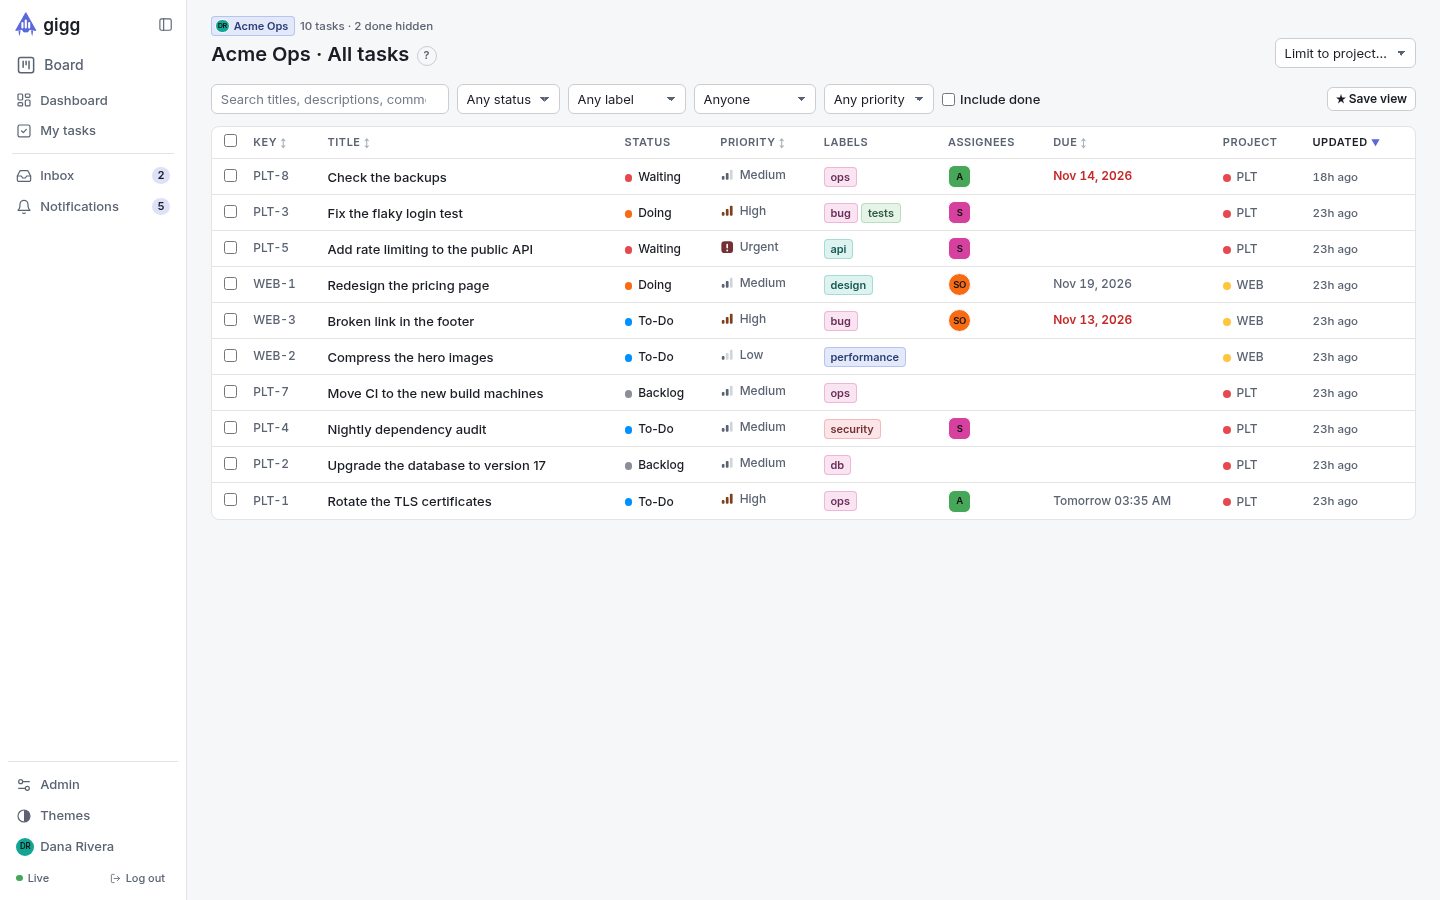 gigg
Board
Dashboard
My tasks
Inbox 2
Notifications 5
Admin
Themes
DR Dana Rivera
Live Log out
DR Acme Ops 10 tasks · 2 done hidden
Acme Ops · All tasks ?
Limit to project...
Search titles, descriptions, comm
Any status Any label Anyone Any priority Include done ★ Save view
KEY TITLE STATUS PRIORITY LABELS ASSIGNEES DUE PROJECT UPDATED
PLT-8 Check the backups Waiting Medium ops A Nov 14, 2026 PLT 18h ago
PLT-3 Fix the flaky login test Doing High bug tests S PLT 23h ago
PLT-5 Add rate limiting to the public API Waiting Urgent api S PLT 23h ago
WEB-1 Redesign the pricing page Doing Medium design SO Nov 19, 2026 WEB 23h ago
WEB-3 Broken link in the footer To-Do High bug SO Nov 13, 2026 WEB 23h ago
WEB-2 Compress the hero images To-Do Low performance WEB 23h ago
PLT-7 Move CI to the new build machines Backlog Medium ops PLT 23h ago
PLT-4 Nightly dependency audit To-Do Medium security S PLT 23h ago
PLT-2 Upgrade the database to version 17 Backlog Medium db PLT 23h ago
PLT-1 Rotate the TLS certificates To-Do High ops A Tomorrow 03:35 AM PLT 23h ago